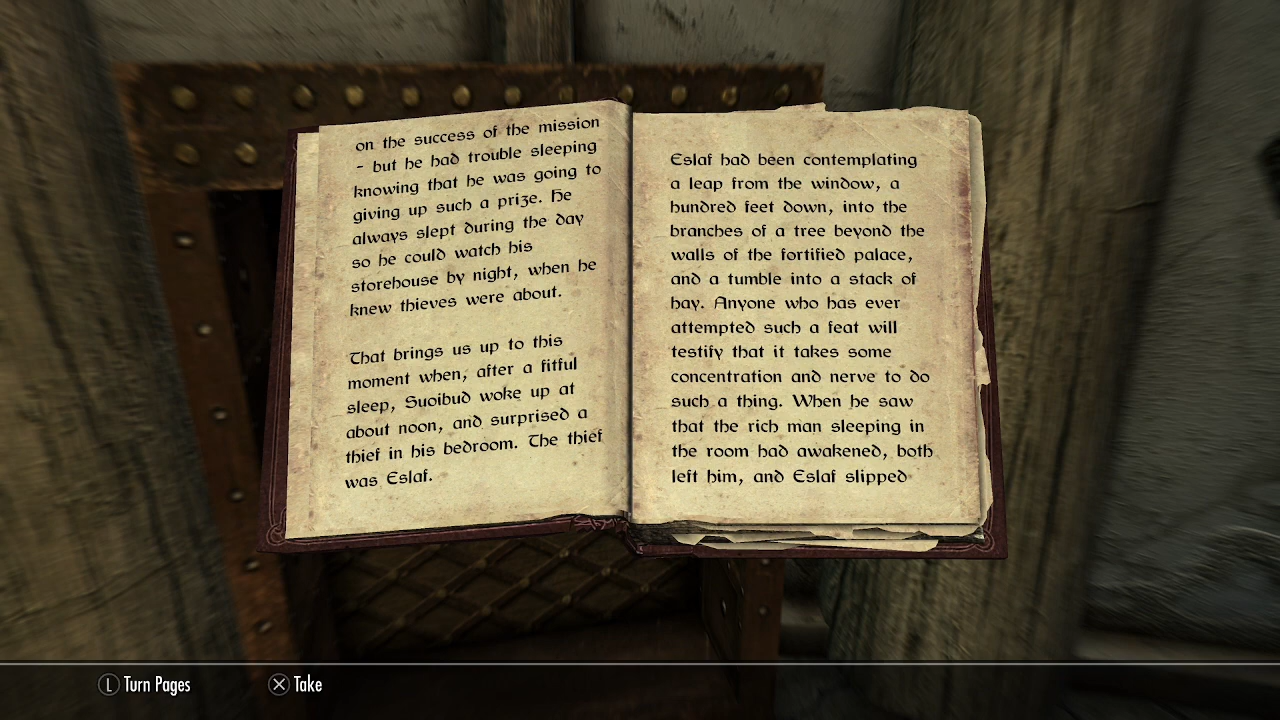 on the success of the mission
- but he had trouble sleeping
knowing that he was going to
giving up such a prize. He
always slept during the day
so he could watch his
storehouse by night, when he
knew thieves were about.
That brings us up to this
moment when, after a fitful
sleep, Suoibud woke up at
about noon, and surprised a
thief in his bedroom. The thief
was Eslaf.
Eslaf had been contemplating
a leap from the window, a
hundred feet down, into the
branches of a tree beyond the
walls of the fortified palace,
and a tumble into a stack of
hay. Anyone who has ever
attempted such a feat will
testify that it takes some
concentration and nerve to do
such a thing. When he saw
that the rich man sleeping in
the room had awakened, both
left him, and Eslaf slipped
L Turn Pages
X Take